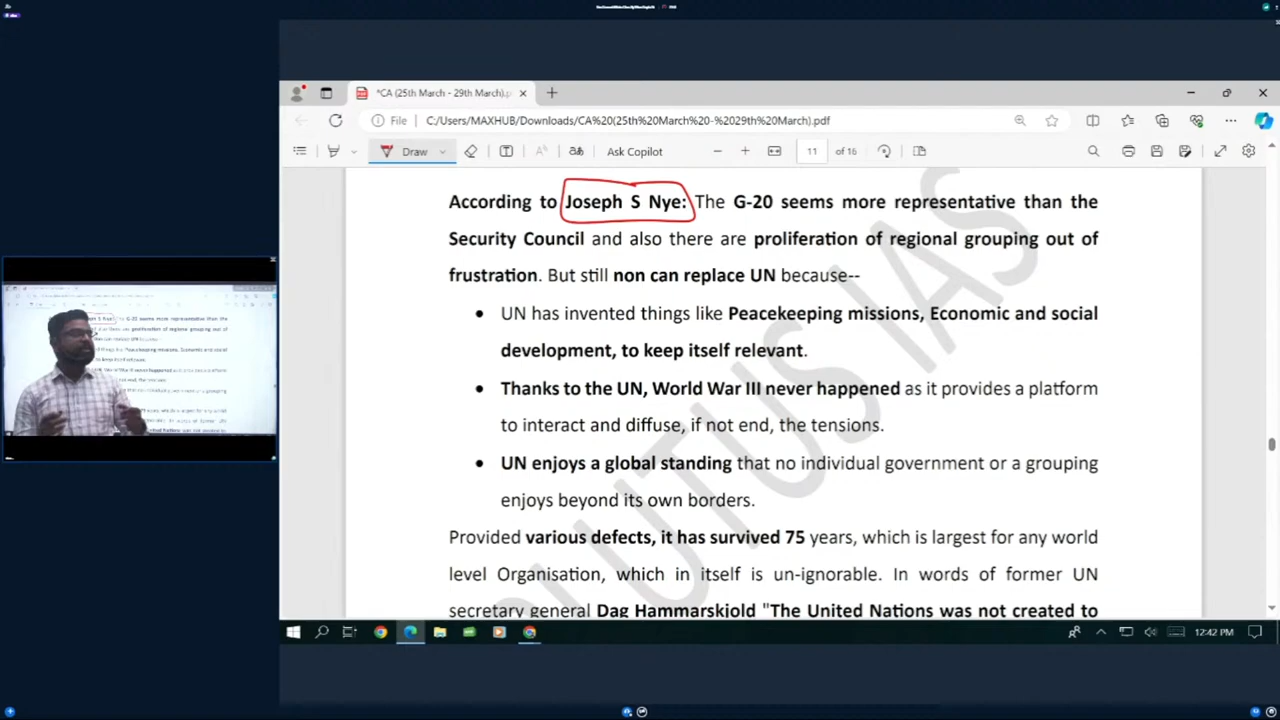 *CA (25th March - 29th March).p
File C:/Users/MAXHUB/Downloads/CA%20(25th%20March%20-%2029th%20March).pdf
Draw Ask Copilot 11 of 16
According to Joseph S Nye: The G-20 seems more representative than the
Security Council and also there are proliferation of regional grouping out of
frustration. But still non can replace UN because--
UN has invented things like Peacekeeping missions, Economic and social
development, to keep itself relevant.
Thanks to the UN, World War III never happened as it provides a platform
to interact and diffuse, if not end, the tensions.
UN enjoys a global standing that no individual government or a grouping
enjoys beyond its own borders.
Provided various defects, it has survived 75 years, which is largest for any world
level Organisation, which in itself is un-ignorable. In words of former UN
secretary general Dag Hammarskiold "The United Nations was not created to
12:42 PM